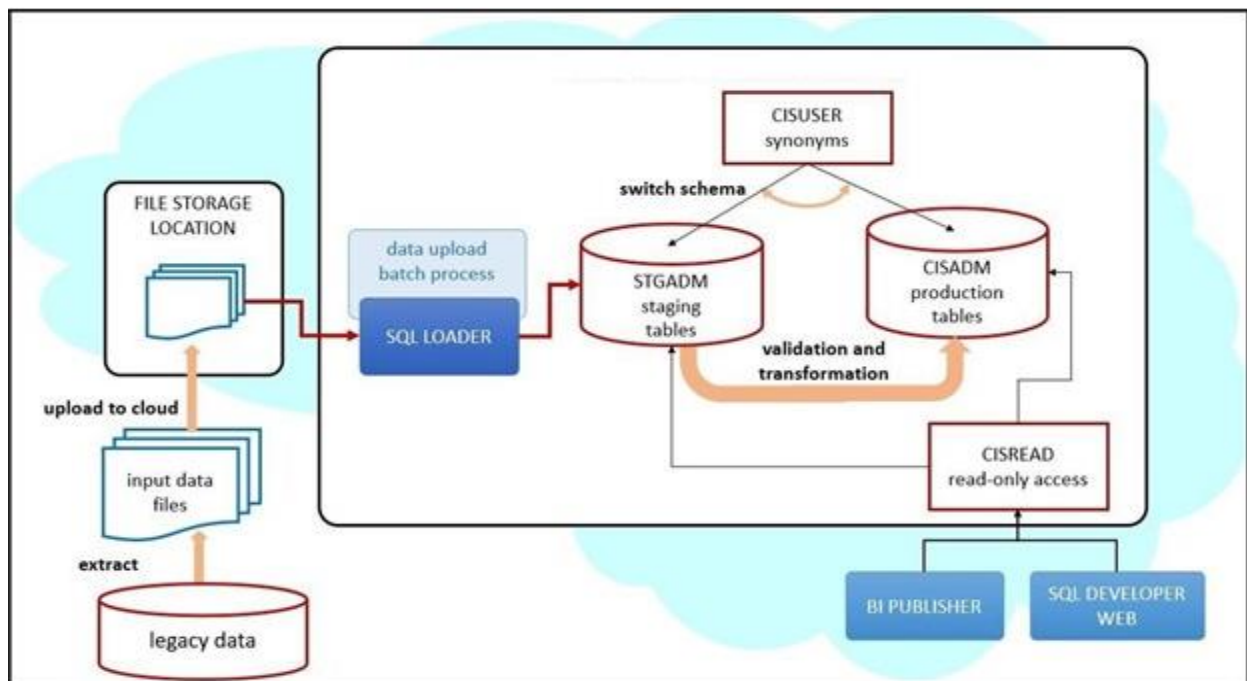 CISUSER
synonyms
switch schema
FILE STORAGE
LOCATION
data upload
batch process
SQL LOADER
STGADM
staging
tables
CISADM
production
tables
validation and
transformation
upload to cloud
input data
files
CISREAD
read-only access
extract
legacy data
BI PUBLISHER
SQL DEVELOPER
WEB